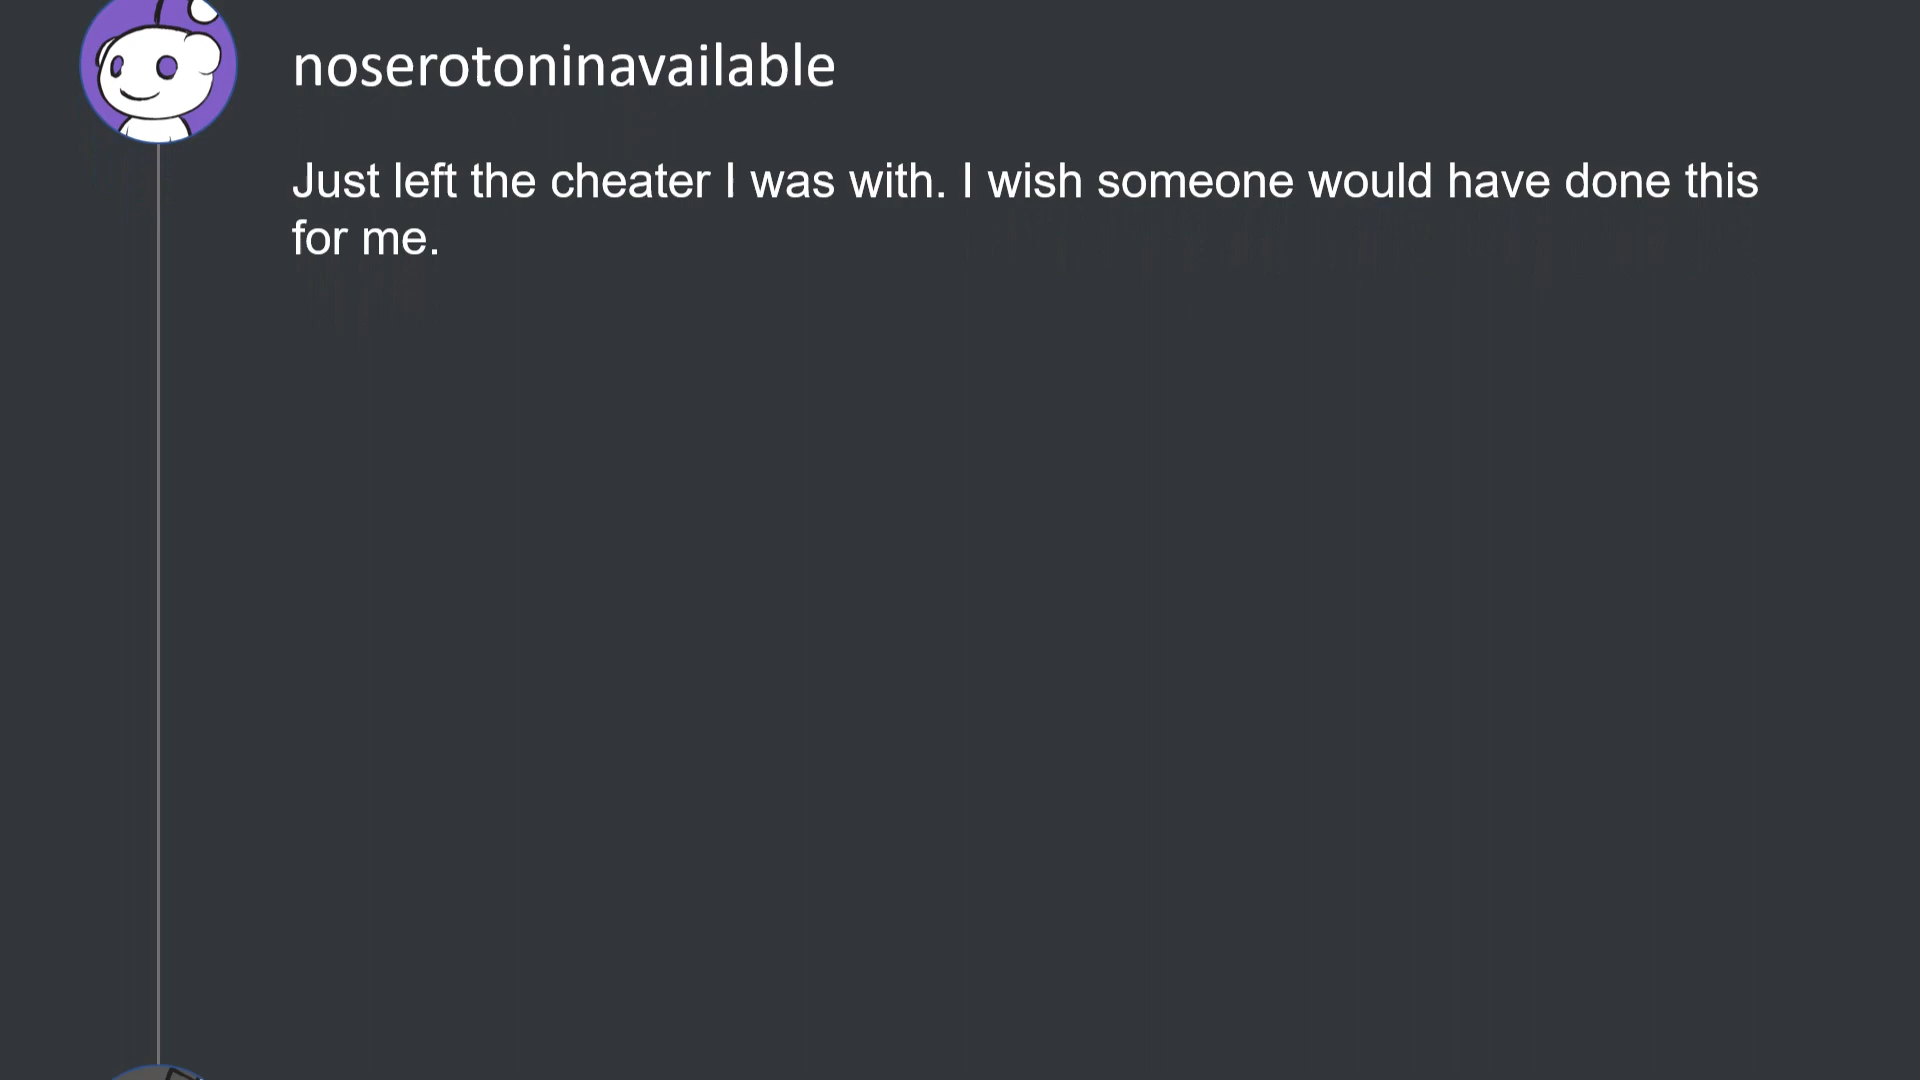 noserotoninavailable
Just left the cheater I was with. I wish someone would have done this
for me.